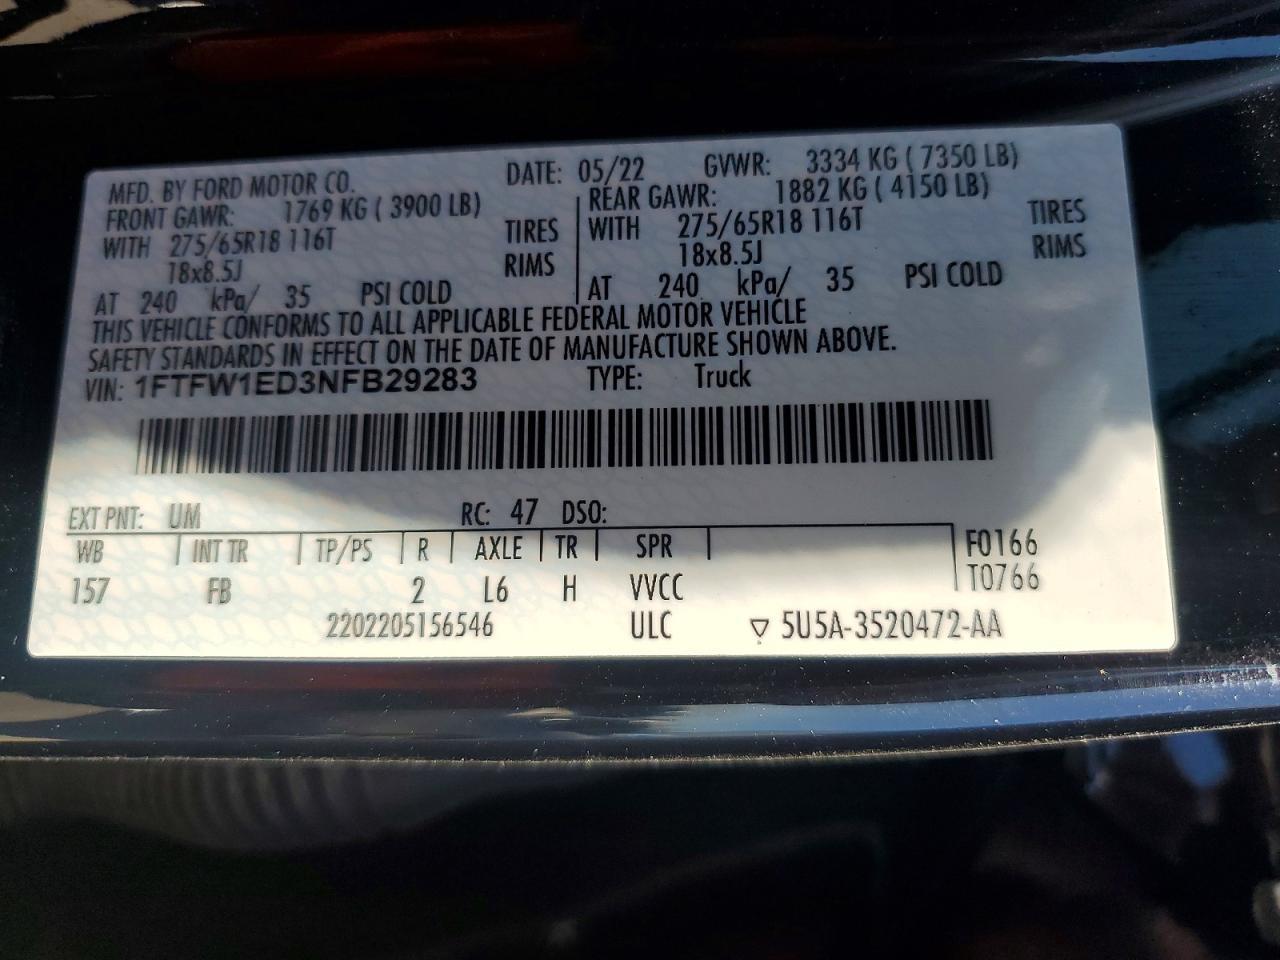 MFD. BY FORD MOTOR CO. DATE: 05/22 GVWR: 3334 KG ( 7350 LB)
FRONT GAWR: 1769 KG ( 3900 LB) REAR GAWR: 1882 KG ( 4150 LB)
WITH 275/65R18 116T TIRES WITH 275/65R18 116T TIRES
18x8.5J RIMS 18x8.5J RIMS
AT 240 kPa/ 35 PSI COLD AT 240 kPa/ 35 PSI COLD
THIS VEHICLE CONFORMS TO ALL APPLICABLE FEDERAL MOTOR VEHICLE
SAFETY STANDARDS IN EFFECT ON THE DATE OF MANUFACTURE SHOWN ABOVE.
VIN: 1FTFW1ED3NFB29283 TYPE: Truck
EXT PNT: UM RC: 47 DSO:
WB INT TR TP/PS R AXLE TR SPR F0166
157 FB 2 L6 H VVCC T0766
2202205156546 ULC ▽ 5U5A-3520472-AA